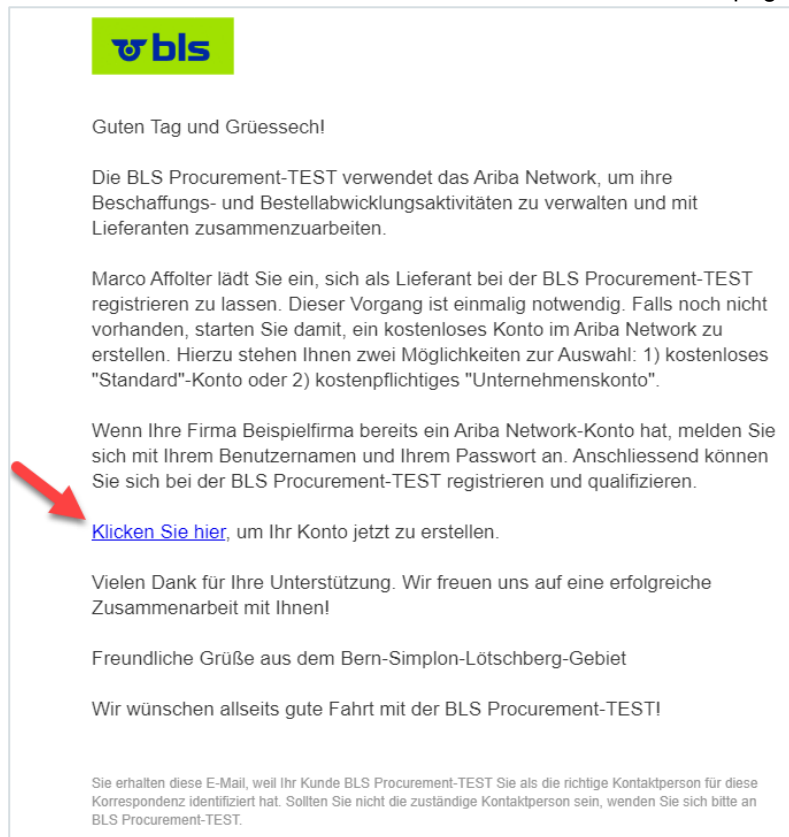 bls
Guten Tag und Grüessech!
Die BLS Procurement-TEST verwendet das Ariba Network, um ihre
Beschaffungs- und Bestellabwicklungsaktivitäten zu verwalten und mit
Lieferanten zusammenzuarbeiten.
Marco Affolter lädt Sie ein, sich als Lieferant bei der BLS Procurement-TEST
registrieren zu lassen. Dieser Vorgang ist einmalig notwendig. Falls noch nicht
vorhanden, starten Sie damit, ein kostenloses Konto im Ariba Network zu
erstellen. Hierzu stehen Ihnen zwei Möglichkeiten zur Auswahl: 1) kostenloses
"Standard"-Konto oder 2) kostenpflichtiges "Unternehmenskonto".
Wenn Ihre Firma Beispielfirma bereits ein Ariba Network-Konto hat, melden Sie
sich mit Ihrem Benutzernamen und Ihrem Passwort an. Anschliessend können
Sie sich bei der BLS Procurement-TEST registrieren und qualifizieren.
Klicken Sie hier, um Ihr Konto jetzt zu erstellen.
Vielen Dank für Ihre Unterstützung. Wir freuen uns auf eine erfolgreiche
Zusammenarbeit mit Ihnen!
Freundliche Grüße aus dem Bern-Simplon-Lötschberg-Gebiet
Wir wünschen allseits gute Fahrt mit der BLS Procurement-TEST!
Sie erhalten diese E-Mail, weil Ihr Kunde BLS Procurement-TEST Sie als die richtige Kontaktperson für diese
Korrespondenz identifiziert hat. Sollten Sie nicht die zuständige Kontaktperson sein, wenden Sie sich bitte an
BLS Procurement-TEST.